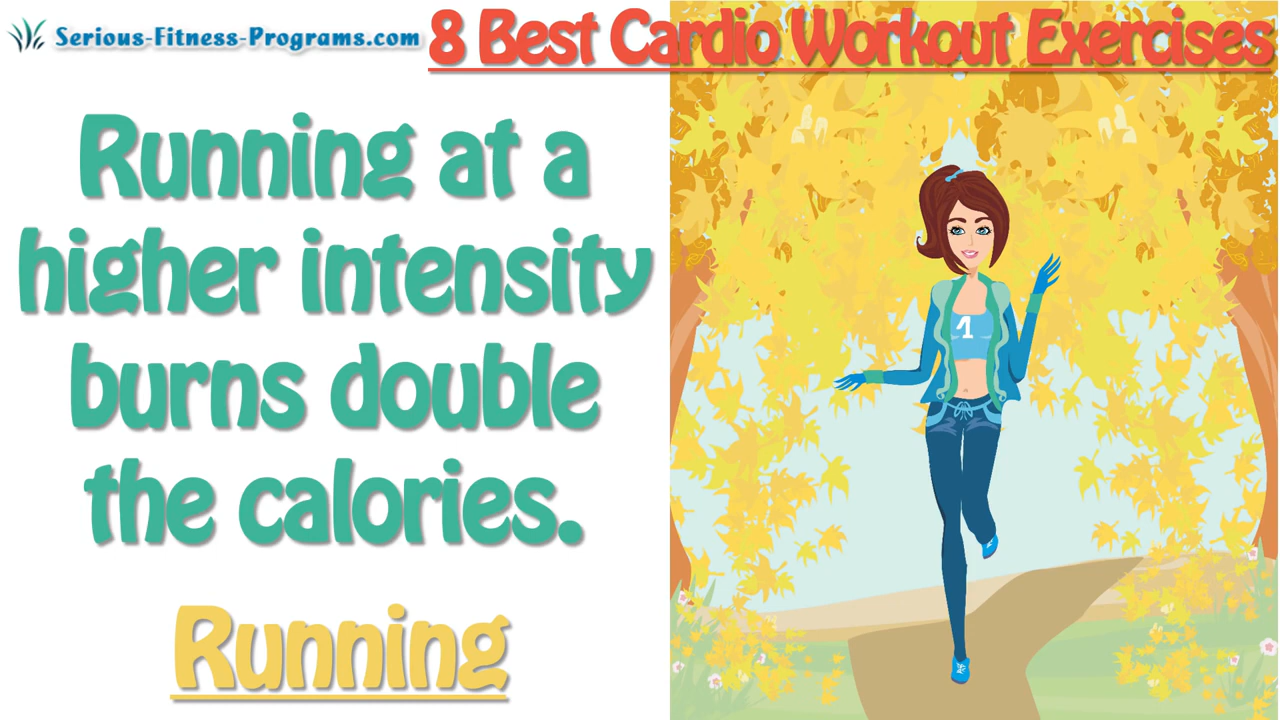 Serious-Fitness-Programs.com
8 Best Cardio Workout Exercises
Running at a
higher intensity
burns double
the calories.
Running
1